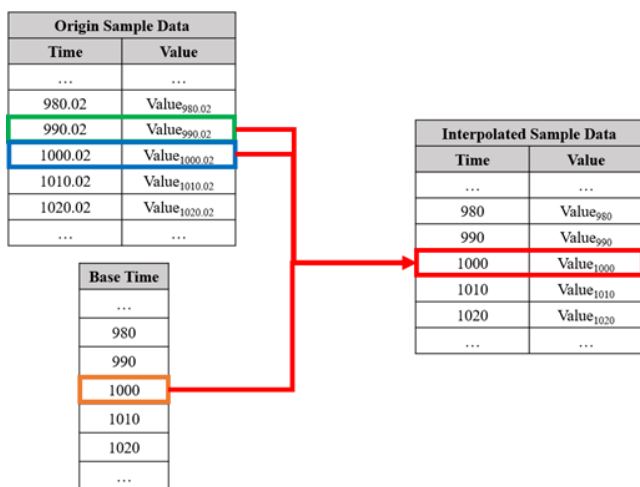 Origin Sample Data
Time Value
... ...
980.02 Value980.02
990.02 Value990.02
1000.02 Value1000.02
1010.02 Value1010.02
1020.02 Value1020.02
... ...
Base Time
...
980
990
1000
1010
1020
...
Interpolated Sample Data
Time Value
... ...
980 Value980
990 Value990
1000 Value1000
1010 Value1010
1020 Value1020
... ...